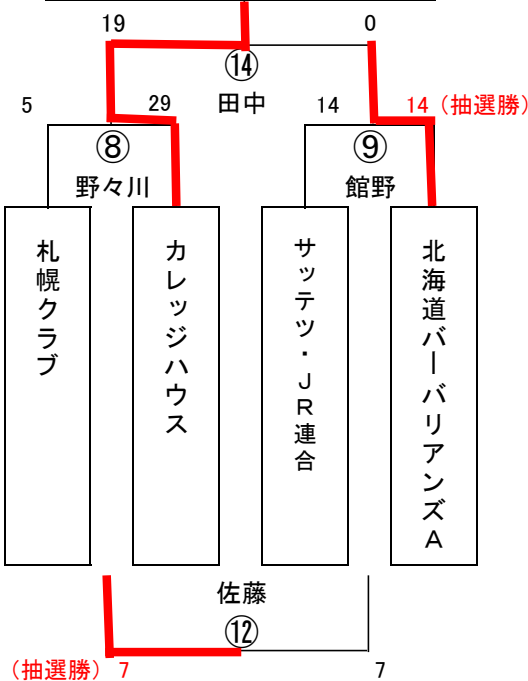 19 0
⑭
田中
5 29 14 14（抽選勝）
⑧ ⑨
野々川 館野
札幌クラブ
カレッジハウス
サッテツ・ＪＲ連合
北海道バーバリアンズＡ
佐藤
⑫
（抽選勝）7 7